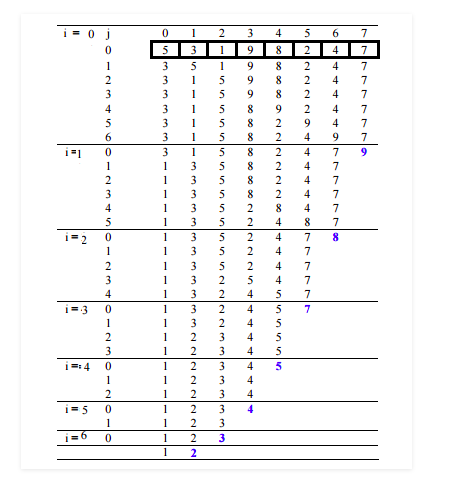 i = 0 j 0 1 2 3 4 5 6 7
0 5 3 1 9 8 2 4 7
1 3 5 1 9 8 2 4 7
2 3 1 5 9 8 2 4 7
3 3 1 5 9 8 2 4 7
4 3 1 5 8 9 2 4 7
5 3 1 5 8 2 9 4 7
6 3 1 5 8 2 4 9 7
i =1 0 3 1 5 8 2 4 7 9
1 1 3 5 8 2 4 7
2 1 3 5 8 2 4 7
3 1 3 5 8 2 4 7
4 1 3 5 2 8 4 7
5 1 3 5 2 4 8 7
i = 2 0 1 3 5 2 4 7 8
1 1 3 5 2 4 7
2 1 3 5 2 4 7
3 1 3 2 5 4 7
4 1 3 2 4 5 7
i = 3 0 1 3 2 4 5 7
1 1 3 2 4 5
2 1 2 3 4 5
3 1 2 3 4 5
i =: 4 0 1 2 3 4 5
1 1 2 3 4
2 1 2 3 4
i = 5 0 1 2 3 4
1 1 2 3
i = 6 0 1 2 3
1 2